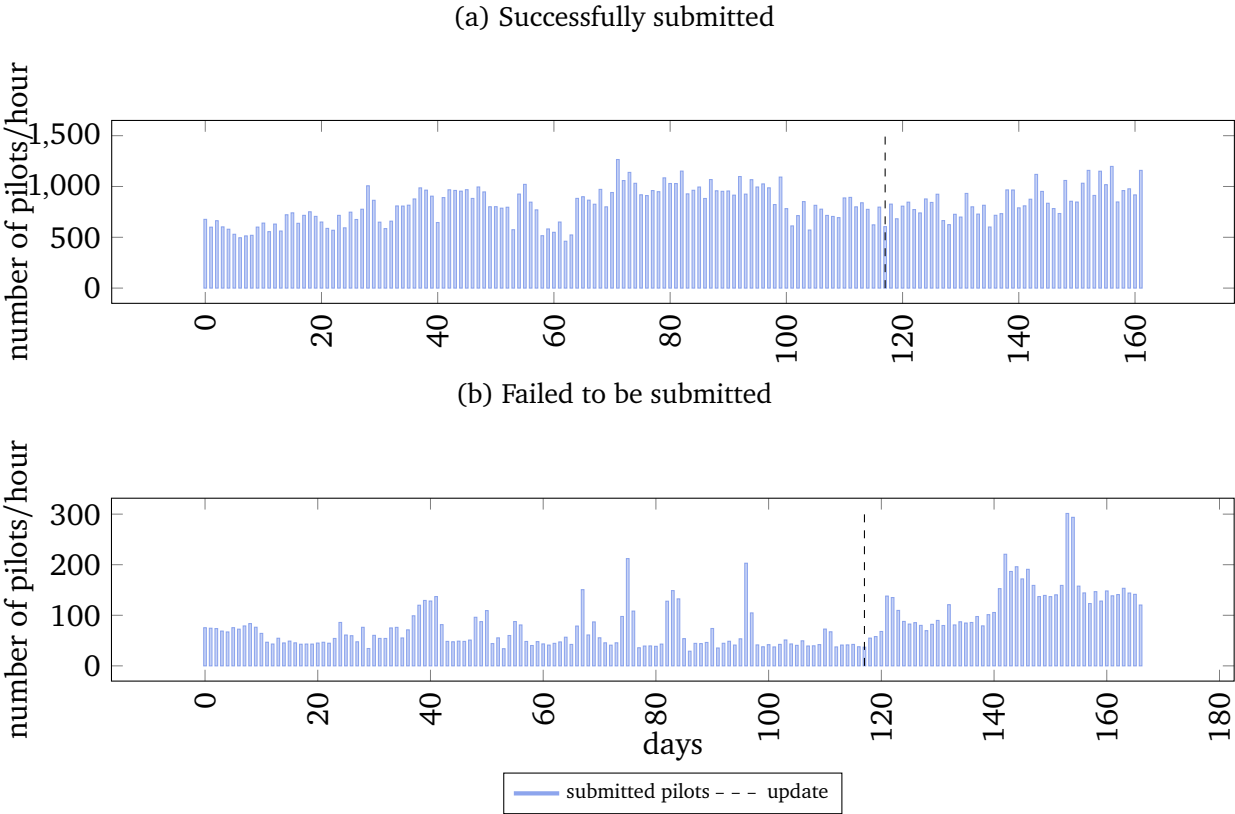 (a) Successfully submitted
number of pilots/hour
1,500
1,000
500
0
0 20 40 60 80 100 120 140 160
(b) Failed to be submitted
number of pilots/hour
300
200
100
0
0 20 40 60 80 100 120 140 160 180
days
submitted pilots update